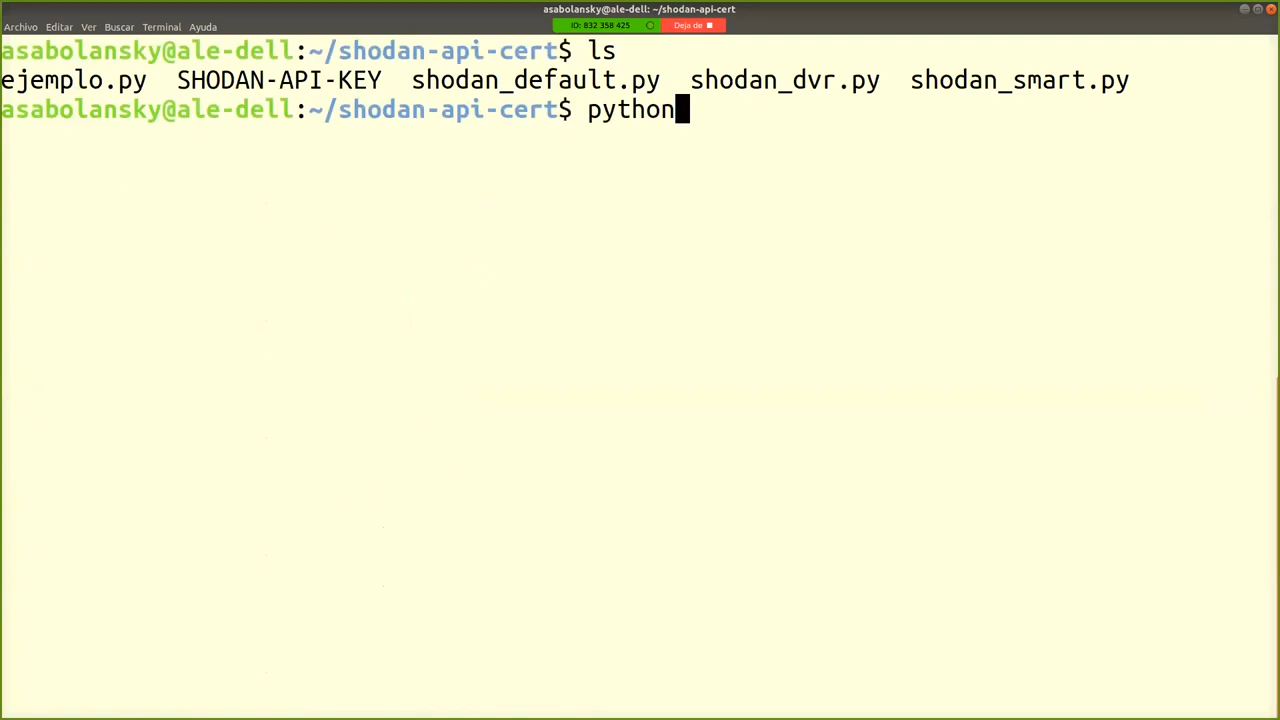 asabolansky@ale-dell: ~/shodan-api-cert
Archivo Editar Ver Buscar Terminal Ayuda
ID: 832 358 425 Deja de
asabolansky@ale-dell:~/shodan-api-cert$ ls
ejemplo.py SHODAN-API-KEY shodan_default.py shodan_dvr.py shodan_smart.py
asabolansky@ale-dell:~/shodan-api-cert$ python